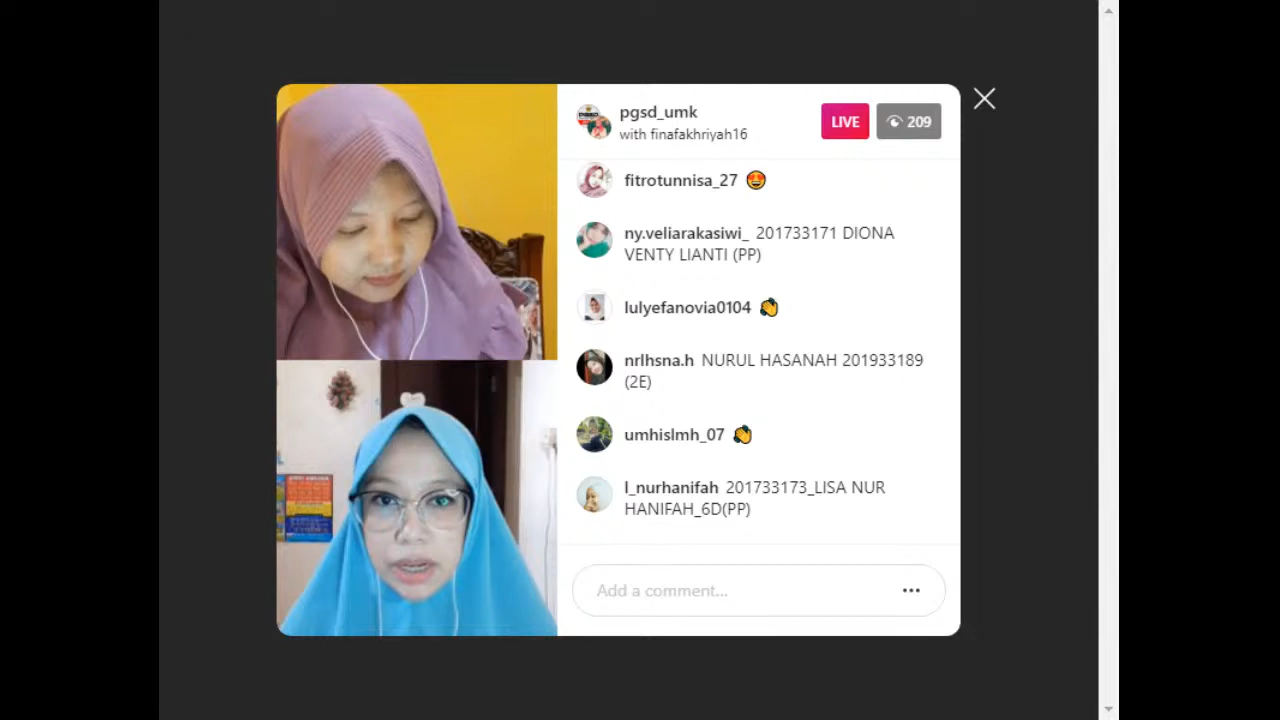 pgsd_umk
with finafakhriyah16
LIVE
209
fitrotunnisa_27 😍
ny.veliarakasiwi_ 201733171 DIONA
VENTY LIANTI (PP)
lulyefanovia0104 👏
nrlhsna.h NURUL HASANAH 201933189
(2E)
umhislmh_07 👏
l_nurhanifah 201733173_LISA NUR
HANIFAH_6D(PP)
Add a comment...